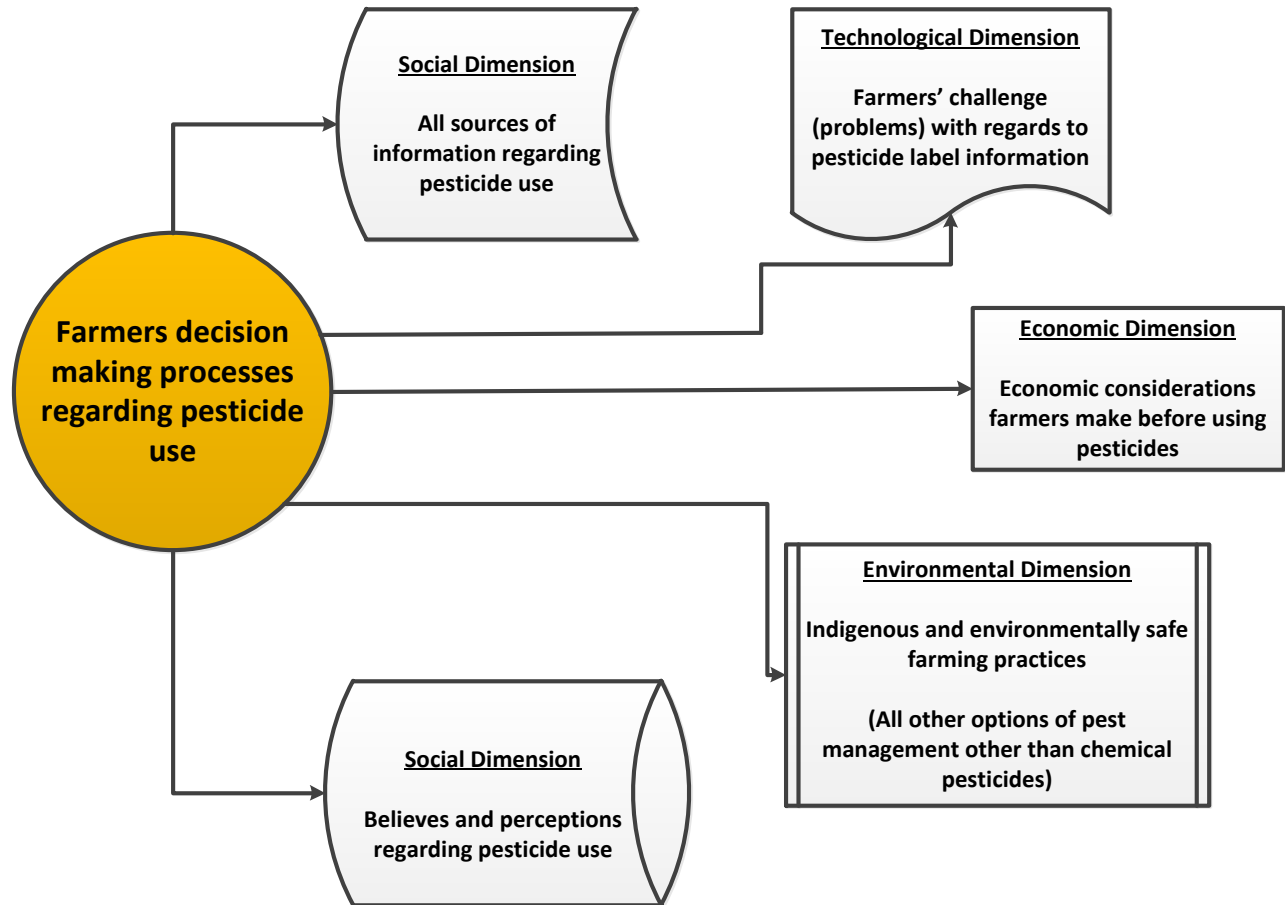 Social Dimension
All sources of
information regarding
pesticide use
Technological Dimension
Farmers’ challenge
(problems) with regards to
pesticide label information
Farmers decision
making processes
regarding pesticide
use
Economic Dimension
Economic considerations
farmers make before using
pesticides
Environmental Dimension
Indigenous and environmentally safe
farming practices
(All other options of pest
management other than chemical
pesticides)
Social Dimension
Believes and perceptions
regarding pesticide use